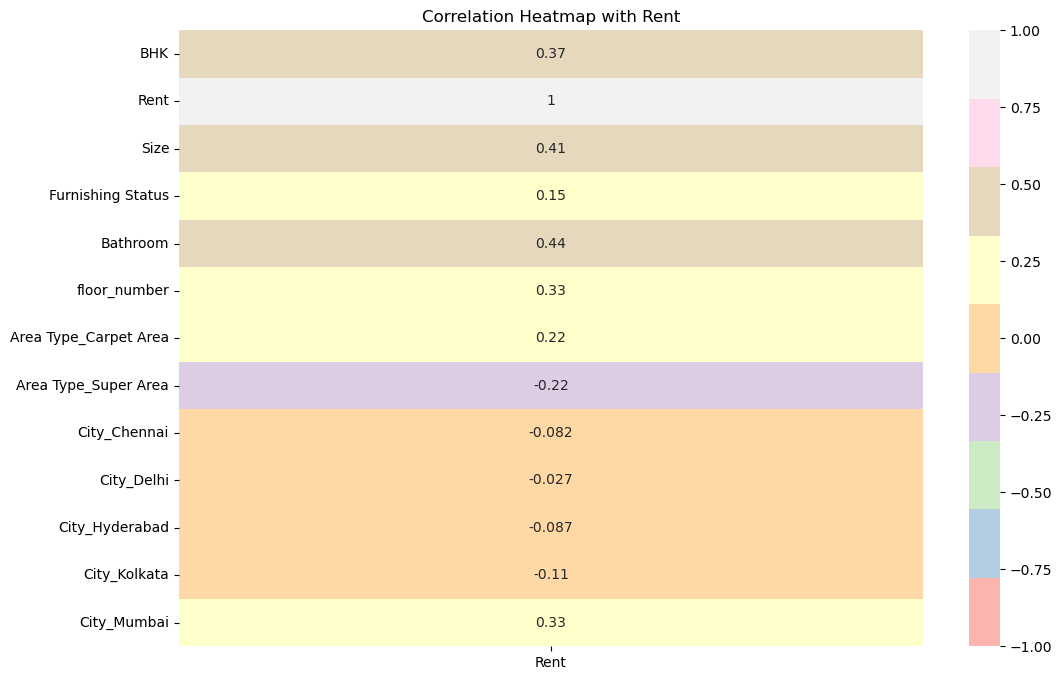 Correlation Heatmap with Rent
BHK
0.37
Rent
1
Size
0.41
Furnishing Status
0.15
Bathroom
0.44
floor_number
0.33
Area Type_Carpet Area
0.22
Area Type_Super Area
-0.22
City_Chennai
-0.082
City_Delhi
-0.027
City_Hyderabad
-0.087
City_Kolkata
-0.11
City_Mumbai
0.33
Rent
1.00
0.75
0.50
0.25
0.00
−0.25
−0.50
−0.75
−1.00